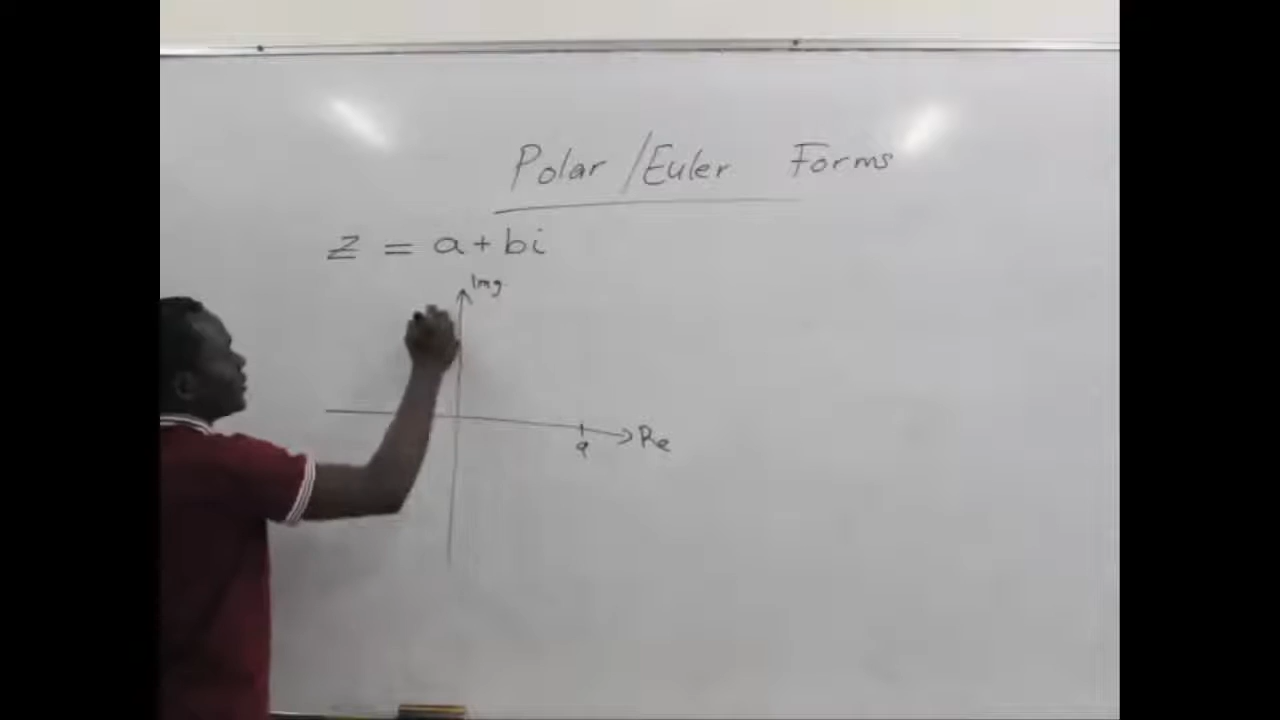 Polar/Euler Forms
z = a+bi
Img
Re
a